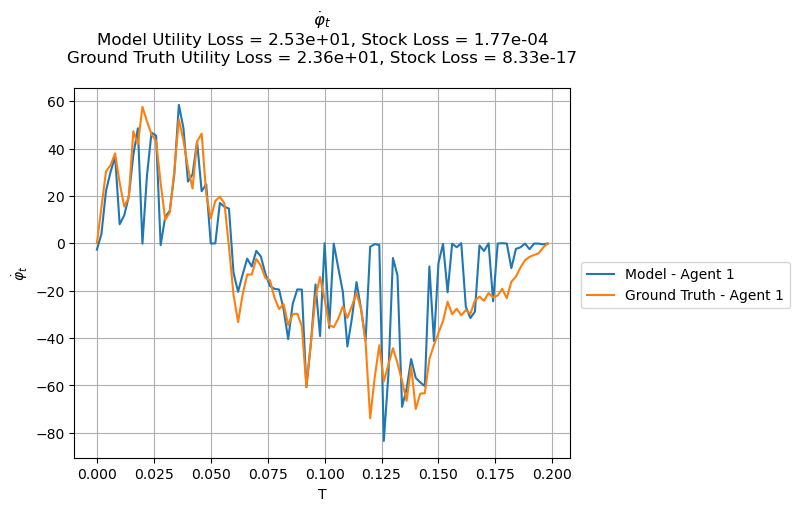 φ̇ₜ
Model Utility Loss = 2.53e+01, Stock Loss = 1.77e-04
Ground Truth Utility Loss = 2.36e+01, Stock Loss = 8.33e-17
60
40
20
0
−20
−40
−60
−80
φ̇ₜ
0.000
0.025
0.050
0.075
0.100
0.125
0.150
0.175
0.200
T
Model - Agent 1
Ground Truth - Agent 1